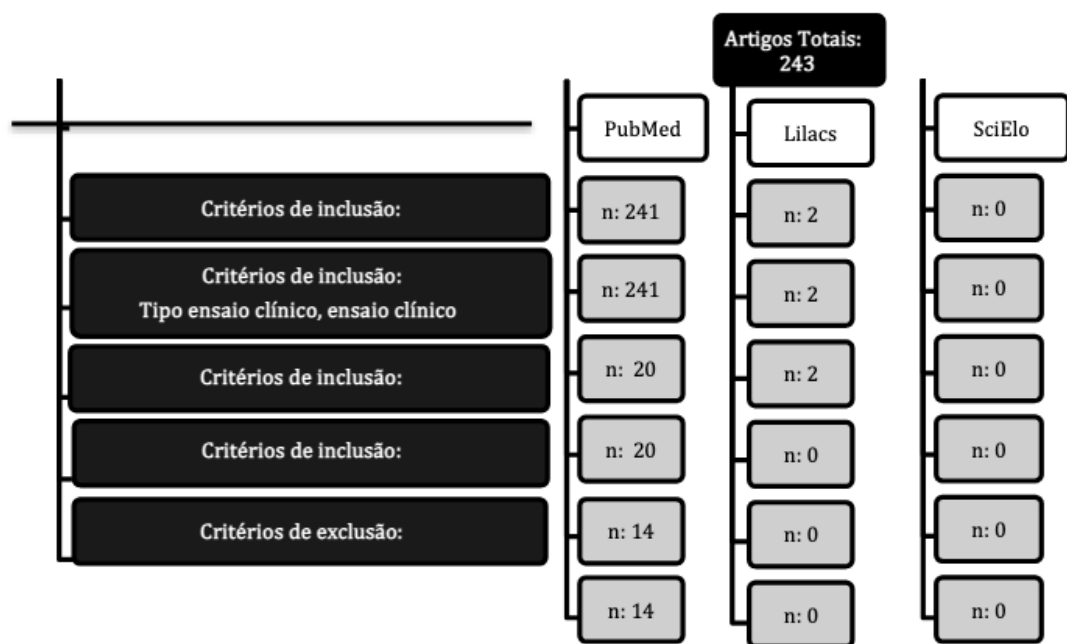 Artigos Totais:
243
PubMed
Lilacs
SciElo
Critérios de inclusão:
n: 241
n: 2
n: 0
Critérios de inclusão:
Tipo ensaio clínico, ensaio clínico
n: 241
n: 2
n: 0
Critérios de inclusão:
n: 20
n: 2
n: 0
Critérios de inclusão:
n: 20
n: 0
n: 0
Critérios de exclusão:
n: 14
n: 0
n: 0
n: 14
n: 0
n: 0